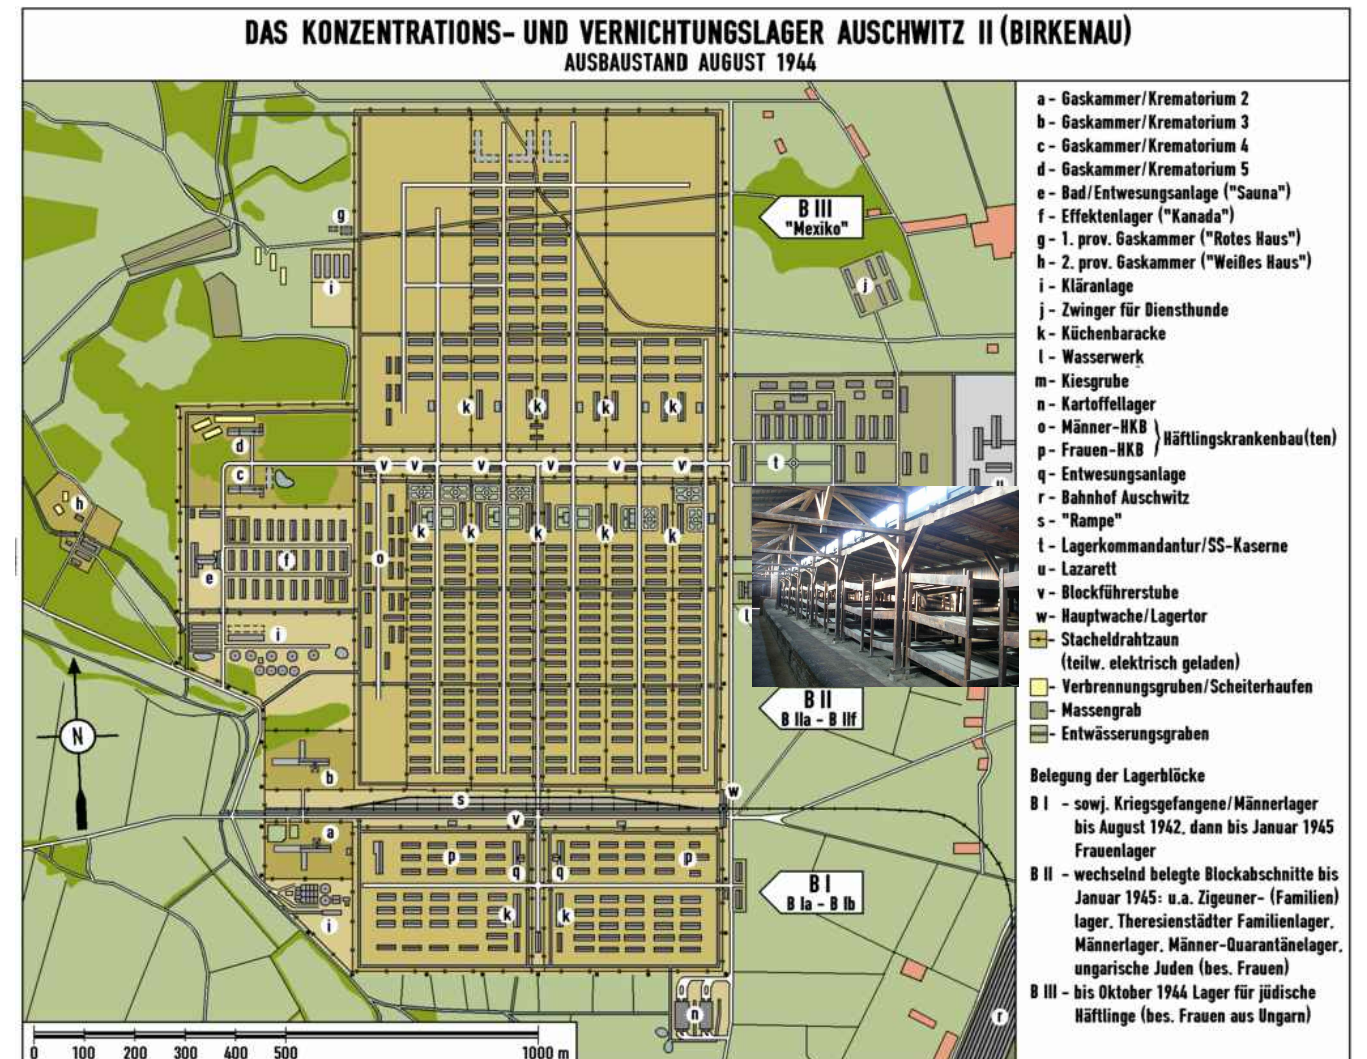 DAS KONZENTRATIONS- UND VERNICHTUNGSLAGER AUSCHWITZ II (BIRKENAU)
AUSBAUSTAND AUGUST 1944
a - Gaskammer/Krematorium 2
b - Gaskammer/Krematorium 3
c - Gaskammer/Krematorium 4
d - Gaskammer/Krematorium 5
e - Bad/Entwesungsanlage ("Sauna")
f - Effektenlager ("Kanada")
g - 1. prov. Gaskammer ("Rotes Haus")
h - 2. prov. Gaskammer ("Weißes Haus")
i - Kläranlage
j - Zwinger für Diensthunde
k - Küchenbaracke
l - Wasserwerk
m - Kiesgrube
n - Kartoffellager
o - Männer-HKB
p - Frauen-HKB
Häftlingskrankenbau(ten)
q - Entwesungsanlage
r - Bahnhof Auschwitz
s - "Rampe"
t - Lagerkommandantur/SS-Kaserne
u - Lazarett
v - Blockführerstube
w - Hauptwache/Lagertor
- Stacheldrahtzaun
(teilw. elektrisch geladen)
- Verbrennungsgruben/Scheiterhaufen
- Massengrab
- Entwässerungsgraben
Belegung der Lagerblöcke
B I - sowj. Kriegsgefangene/Männerlager
bis August 1942, dann bis Januar 1945
Frauenlager
B II - wechselnd belegte Blockabschnitte bis
Januar 1945: u.a. Zigeuner- (Familien)
lager, Theresienstädter Familienlager,
Männerlager, Männer-Quarantänelager,
ungarische Juden (bes. Frauen)
B III - bis Oktober 1944 Lager für jüdische
Häftlinge (bes. Frauen aus Ungarn)
B III
"Mexiko"
g
i
j
k k k k
d
v v v v v v
t
c
u
h
k k k k k
f
o
e
l
i
B II
B IIa - B IIf
N
b
w
s
v
a
p p
q q
B I
B Ia - B Ib
k k
i
n
r
0 100 200 300 400 500 1000 m